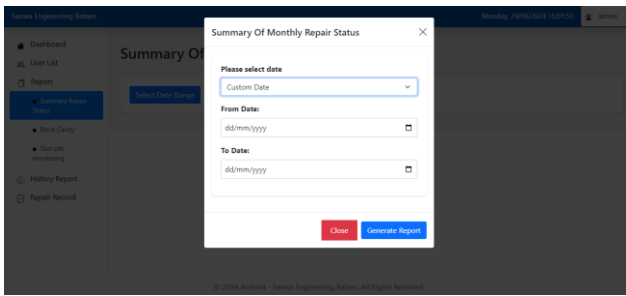 Sanwa Engineering Batam
Monday, 24/06/2024 15:01:55
admin
Dashboard
User List
Report
Summary Repair
Status
Block Cavity
Tool Life
monitoring
History Report
Repair Record
Summary Of
Select Date Range
Summary Of Monthly Repair Status
Please select date
Custom Date
From Date:
dd/mm/yyyy
To Date:
dd/mm/yyyy
Close
Generate Report
© 2024 Andrena - Sanwa Engineering Batam. All Rights Reserved.